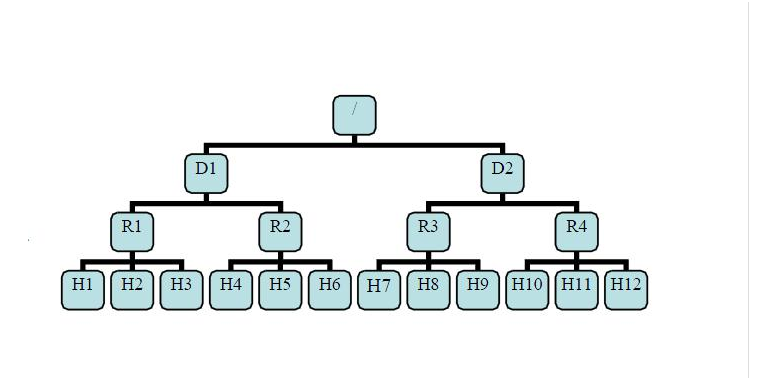 /
D1 D2
R1 R2 R3 R4
H1 H2 H3 H4 H5 H6 H7 H8 H9 H10 H11 H12